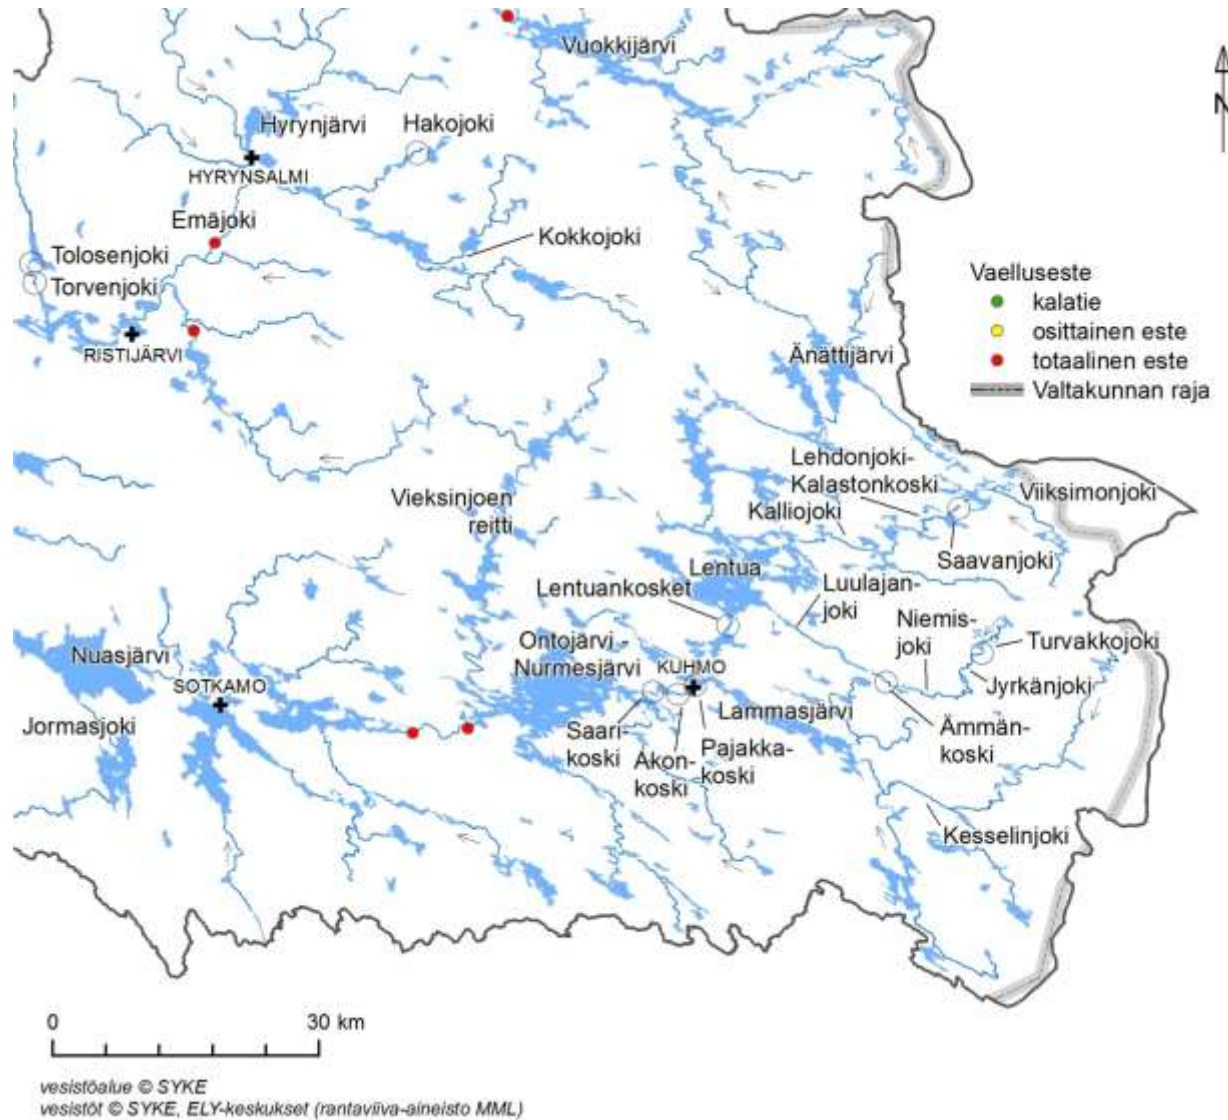 Vuokkijärvi
N
Hyrynjärvi
Hakojoki
HYRYNSALMI
Emäjoki
Kokkojoki
Tolosenjoki
Torvenjoki
RISTIJÄRVI
Vaelluseste
kalatie
osittainen este
totaalinen este
Valtakunnan raja
Änättijärvi
Lehdonjoki-
Kalastonkoski
Viiksimonjoki
Kalliojoki
Saavanjoki
Vieksinjoen
reitti
Lentua
Lentuankosket
Luulajan-
joki
Niemis-
joki
Turvakkojoki
Jyrkänjoki
Ontojärvi -
Nurmesjärvi
KUHMO
Nuasjärvi
SOTKAMO
Jormasjoki
Saari-
koski
Akon-
koski
Pajakka-
koski
Lammasjärvi
Ämmän-
koski
Kesselinjoki
0 30 km
vesistöalue © SYKE
vesistöt © SYKE, ELY-keskukset (rantaviiva-aineisto MML)